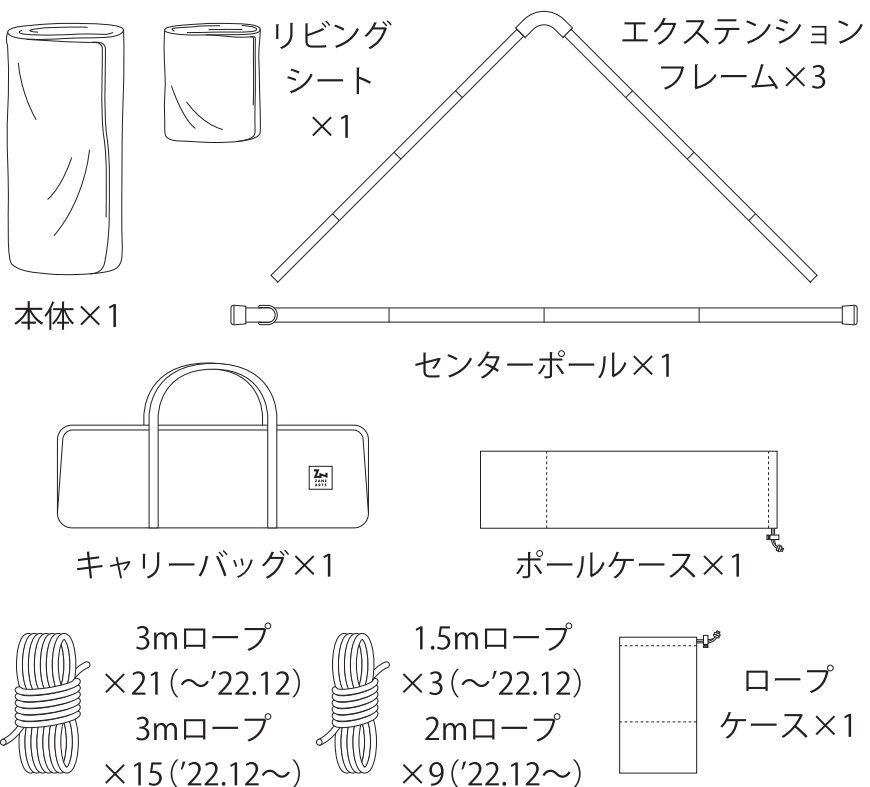 リビング
シート
×1
エクステンション
フレーム×3
本体×1
センターポール×1
ZANE
ARTS
キャリーバッグ×1
ポールケース×1
3mロープ
×21(〜’22.12)
3mロープ
×15(’22.12〜)
1.5mロープ
×3(〜’22.12)
2mロープ
×9(’22.12〜)
ロープ
ケース×1